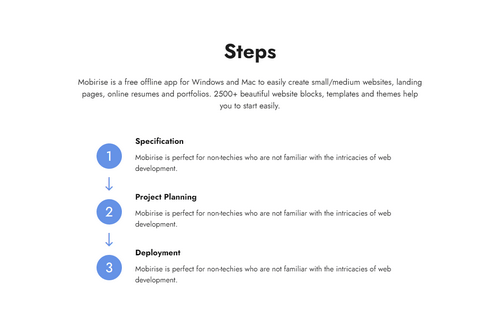 Steps
Mobirise is a free offline app for Windows and Mac to easily create small/medium websites, landing
pages, online resumes and portfolios. 2500+ beautiful website blocks, templates and themes help
you to start easily.
Specification
1
Mobirise is perfect for non-techies who are not familiar with the intricacies of web
development.
Project Planning
2
Mobirise is perfect for non-techies who are not familiar with the intricacies of web
development.
Deployment
3
Mobirise is perfect for non-techies who are not familiar with the intricacies of web
development.